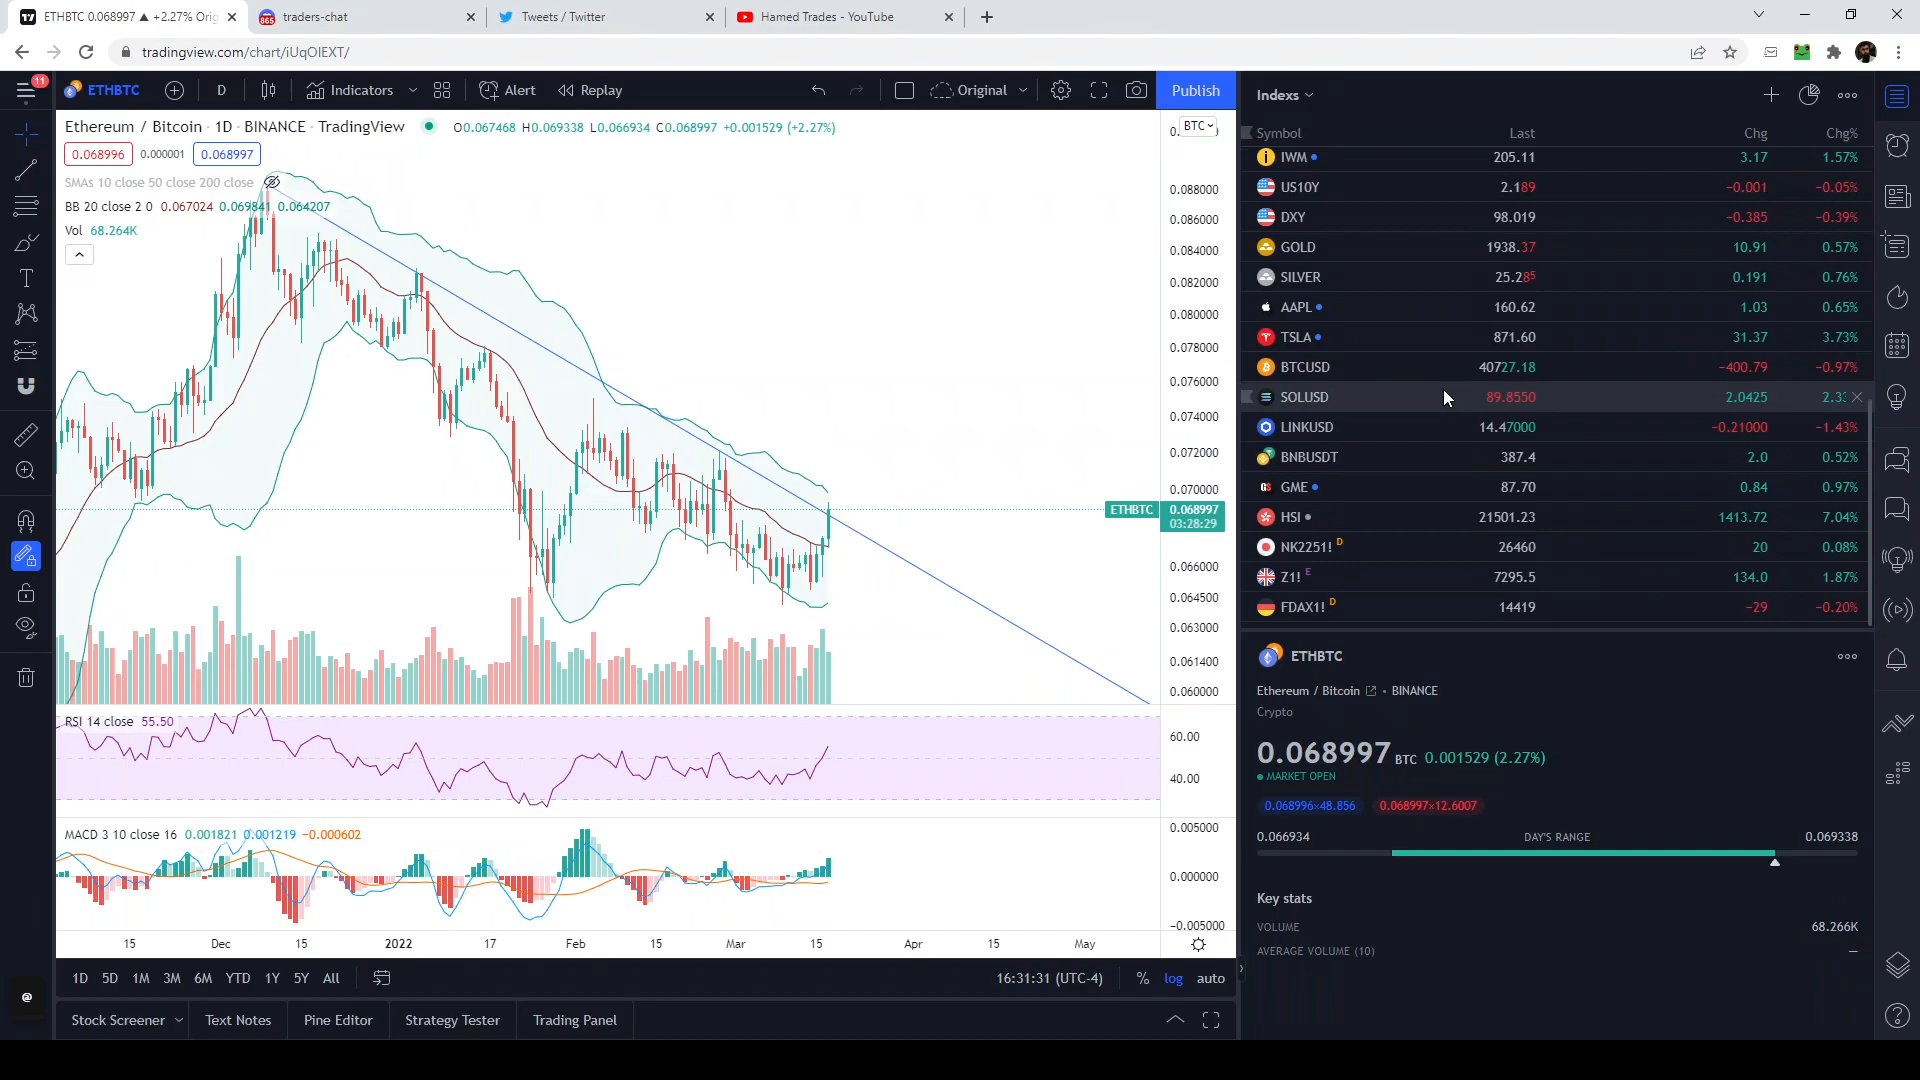 ETHBTC 0.068997 ▲ +2.27% Orig
traders-chat
Tweets / Twitter
Hamed Trades - YouTube
tradingview.com/chart/iUqOIEXT/
11
ETHBTC
D
Indicators
Alert
Replay
Original
Publish
Ethereum / Bitcoin · 1D · BINANCE · TradingView
O0.067468 H0.069338 L0.066934 C0.068997 +0.001529 (+2.27%)
BTC
0.068996
0.000001
0.068997
SMAs 10 close 50 close 200 close
BB 20 close 2 0 0.067024 0.069841 0.064207
Vol 68.264K
0.088000
0.086000
0.084000
0.082000
0.080000
0.078000
0.076000
0.074000
0.072000
0.070000
ETHBTC 0.068997
03:28:29
0.066000
0.064500
0.063000
0.061400
0.060000
RSI 14 close 55.50
60.00
40.00
MACD 3 10 close 16 0.001821 0.001219 −0.000602
0.005000
0.000000
−0.005000
15 Dec 15 2022 17 Feb 15 Mar 15 Apr 15 May
1D 5D 1M 3M 6M YTD 1Y 5Y All
16:31:31 (UTC-4) % log auto
Stock Screener
Text Notes
Pine Editor
Strategy Tester
Trading Panel
Indexs
Symbol Last Chg Chg%
IWM 205.11 3.17 1.57%
US10Y 2.189 −0.001 −0.05%
DXY 98.019 −0.385 −0.39%
GOLD 1938.37 10.91 0.57%
SILVER 25.285 0.191 0.76%
AAPL 160.62 1.03 0.65%
TSLA 871.60 31.37 3.73%
BTCUSD 40727.18 −400.79 −0.97%
SOLUSD 89.8550 2.0425
LINKUSD 14.47000 −0.21000 −1.43%
BNBUSDT 387.4 2.0 0.52%
GME 87.70 0.84 0.97%
HSI 21501.23 1413.72 7.04%
NK2251! D 26460 20 0.08%
Z1! E 7295.5 134.0 1.87%
FDAX1! D 14419 −29 −0.20%
ETHBTC
Ethereum / Bitcoin • BINANCE
Crypto
0.068997 BTC 0.001529 (2.27%)
MARKET OPEN
0.068996×48.856 0.068997×12.6007
0.066934 DAY'S RANGE 0.069338
Key stats
VOLUME 68.266K
AVERAGE VOLUME (10) —